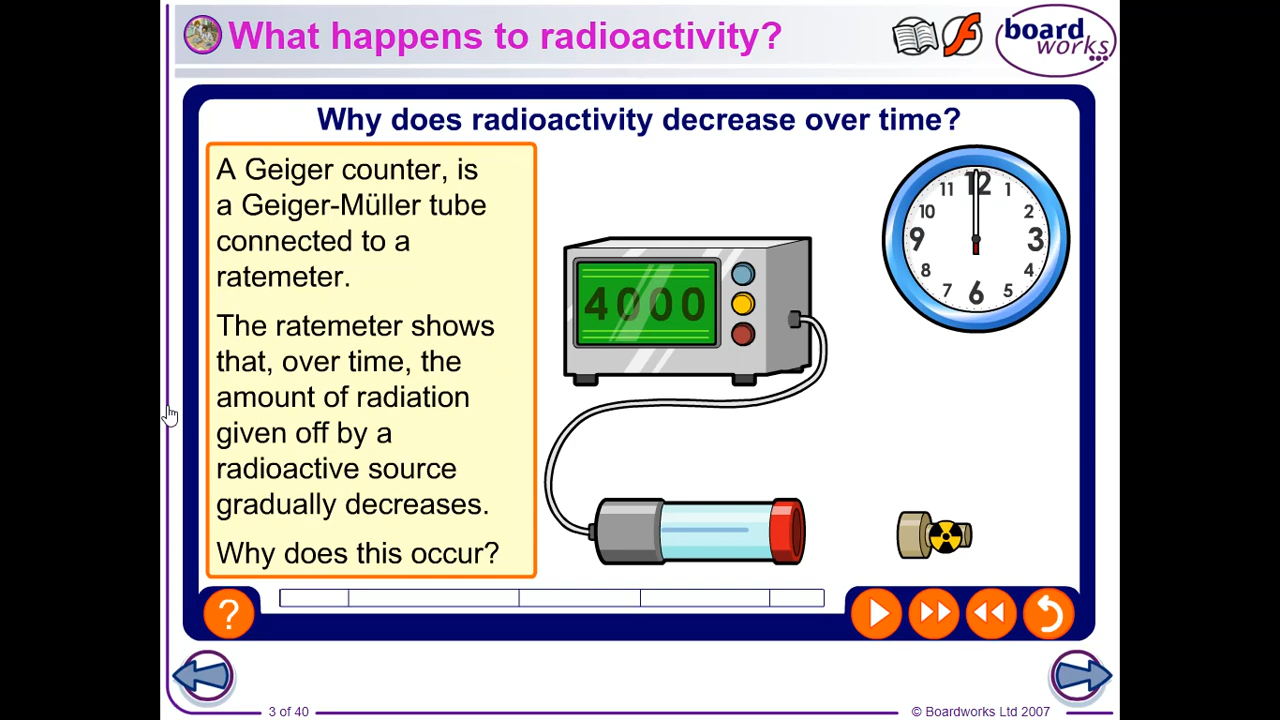 What happens to radioactivity?
board
works
Why does radioactivity decrease over time?
A Geiger counter, is
a Geiger-Müller tube
connected to a
ratemeter.
The ratemeter shows
that, over time, the
amount of radiation
given off by a
radioactive source
gradually decreases.
Why does this occur?
4000
12
1
2
3
4
5
6
7
8
9
10
11
?
3 of 40
© Boardworks Ltd 2007